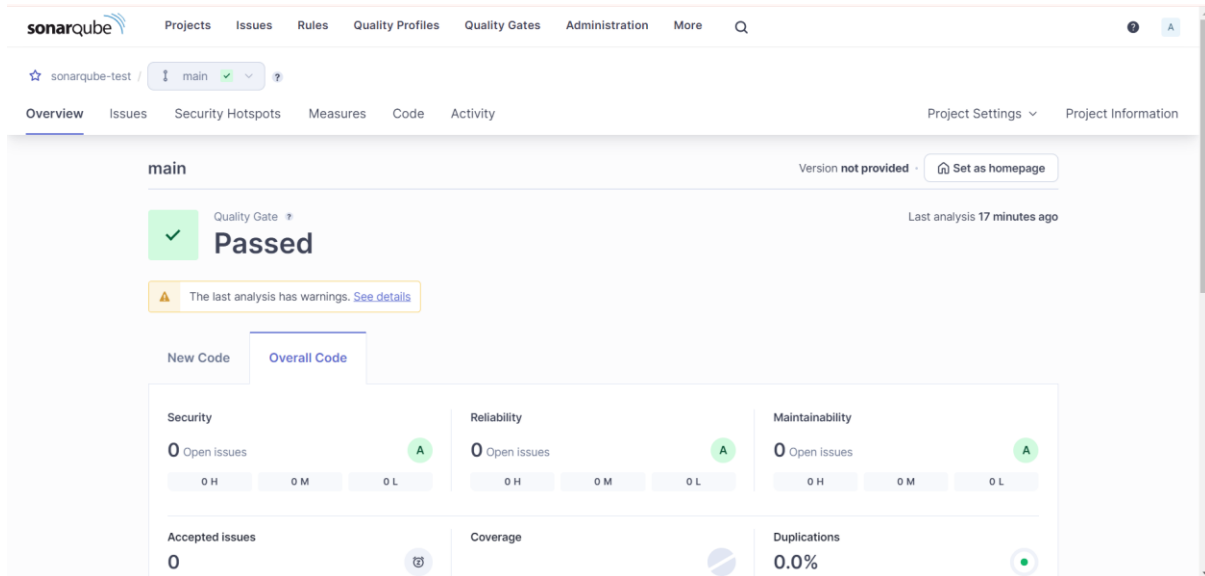 sonarqube Projects Issues Rules Quality Profiles Quality Gates Administration More ? A
sonarqube-test / main ?
Overview Issues Security Hotspots Measures Code Activity Project Settings Project Information
main Version not provided · Set as homepage
Quality Gate ? Last analysis 17 minutes ago
Passed
The last analysis has warnings. See details
New Code Overall Code
Security Reliability Maintainability
0 Open issues A 0 Open issues A 0 Open issues A
0 H 0 M 0 L 0 H 0 M 0 L 0 H 0 M 0 L
Accepted issues Coverage Duplications
0 0.0%